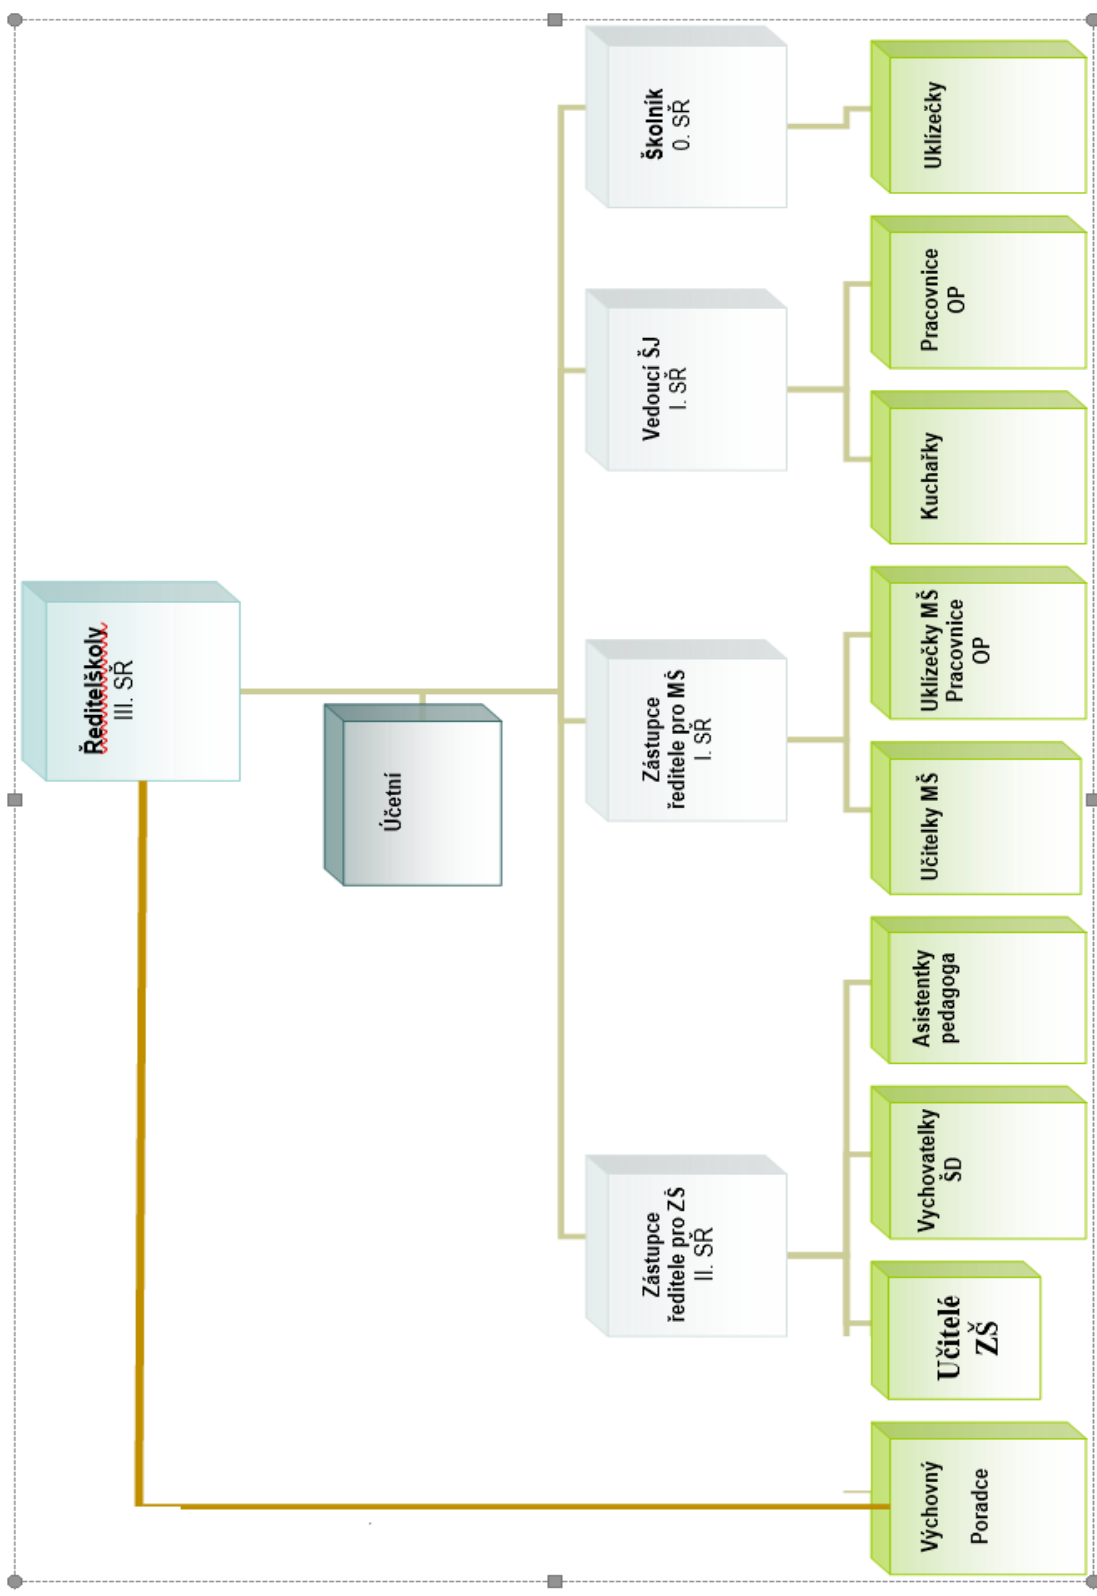 Ředitelškoly
III. SŘ
Účetní
Zástupce
ředitele pro ZŠ
II. SŘ
Zástupce
ředitele pro MŠ
I. SŘ
Vedoucí ŠJ
I. SŘ
Školník
0. SŘ
Výchovný
Poradce
Učitelé
ZŠ
Vychovatelky
ŠD
Asistentky
pedagoga
Učitelky MŠ
Uklízečky MŠ
Pracovnice
OP
Kuchařky
Pracovnice
OP
Uklízečky